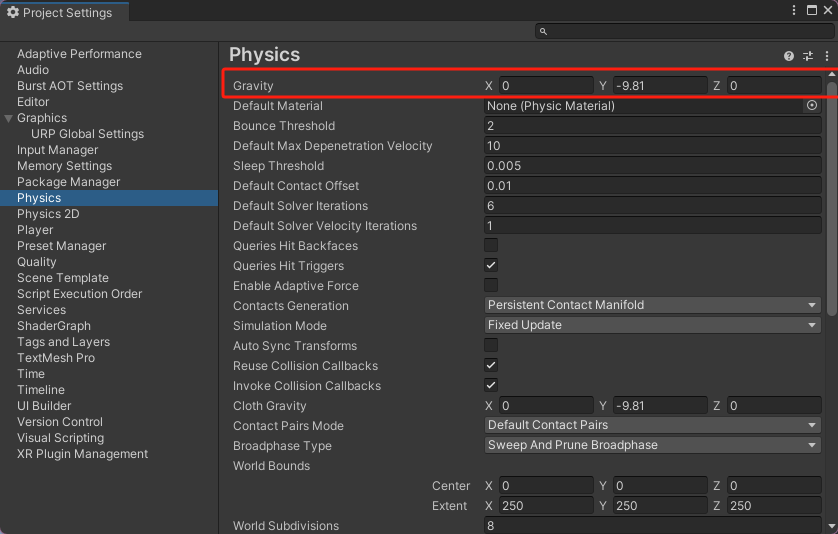 Project Settings
Adaptive Performance
Audio
Burst AOT Settings
Editor
Graphics
URP Global Settings
Input Manager
Memory Settings
Package Manager
Physics
Physics 2D
Player
Preset Manager
Quality
Scene Template
Script Execution Order
Services
ShaderGraph
Tags and Layers
TextMesh Pro
Time
Timeline
UI Builder
Version Control
Visual Scripting
XR Plugin Management
Physics
Gravity X 0 Y -9.81 Z 0
Default Material None (Physic Material)
Bounce Threshold 2
Default Max Depenetration Velocity 10
Sleep Threshold 0.005
Default Contact Offset 0.01
Default Solver Iterations 6
Default Solver Velocity Iterations 1
Queries Hit Backfaces
Queries Hit Triggers
Enable Adaptive Force
Contacts Generation Persistent Contact Manifold
Simulation Mode Fixed Update
Auto Sync Transforms
Reuse Collision Callbacks
Invoke Collision Callbacks
Cloth Gravity X 0 Y -9.81 Z 0
Contact Pairs Mode Default Contact Pairs
Broadphase Type Sweep And Prune Broadphase
World Bounds
Center X 0 Y 0 Z 0
Extent X 250 Y 250 Z 250
World Subdivisions 8